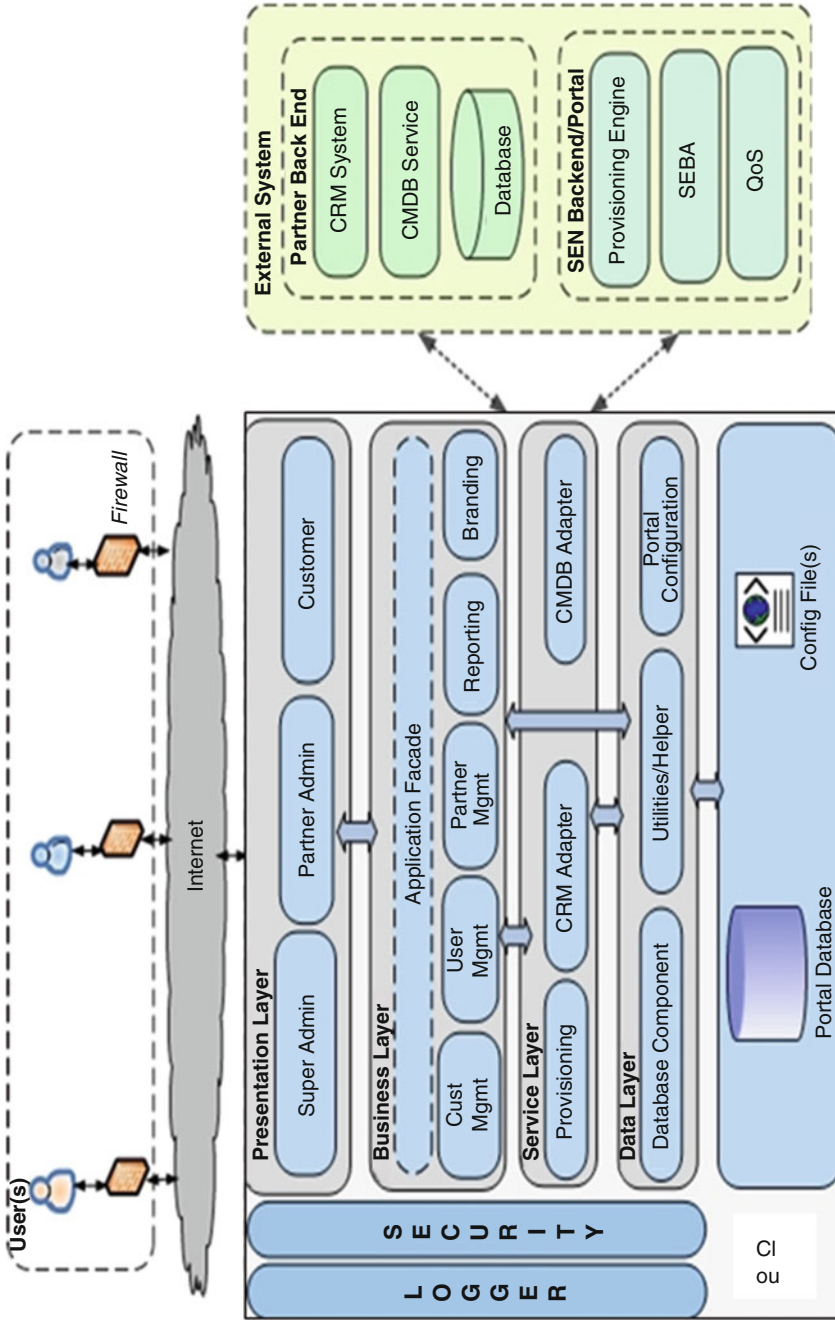 User(s)
Firewall
Internet
Presentation Layer
Super Admin
Partner Admin
Customer
Business Layer
Application Facade
Cust
Mgmt
User
Mgmt
Partner
Mgmt
Reporting
Branding
Service Layer
Provisioning
CRM Adapter
CMDB Adapter
Data Layer
Database Component
Utilities/Helper
Portal
Configuration
Portal Database
Config File(s)
LOGGER
SECURITY
Cl
ou
External System
Partner Back End
CRM System
CMDB Service
Database
SEN Backend/Portal
Provisioning Engine
SEBA
QoS